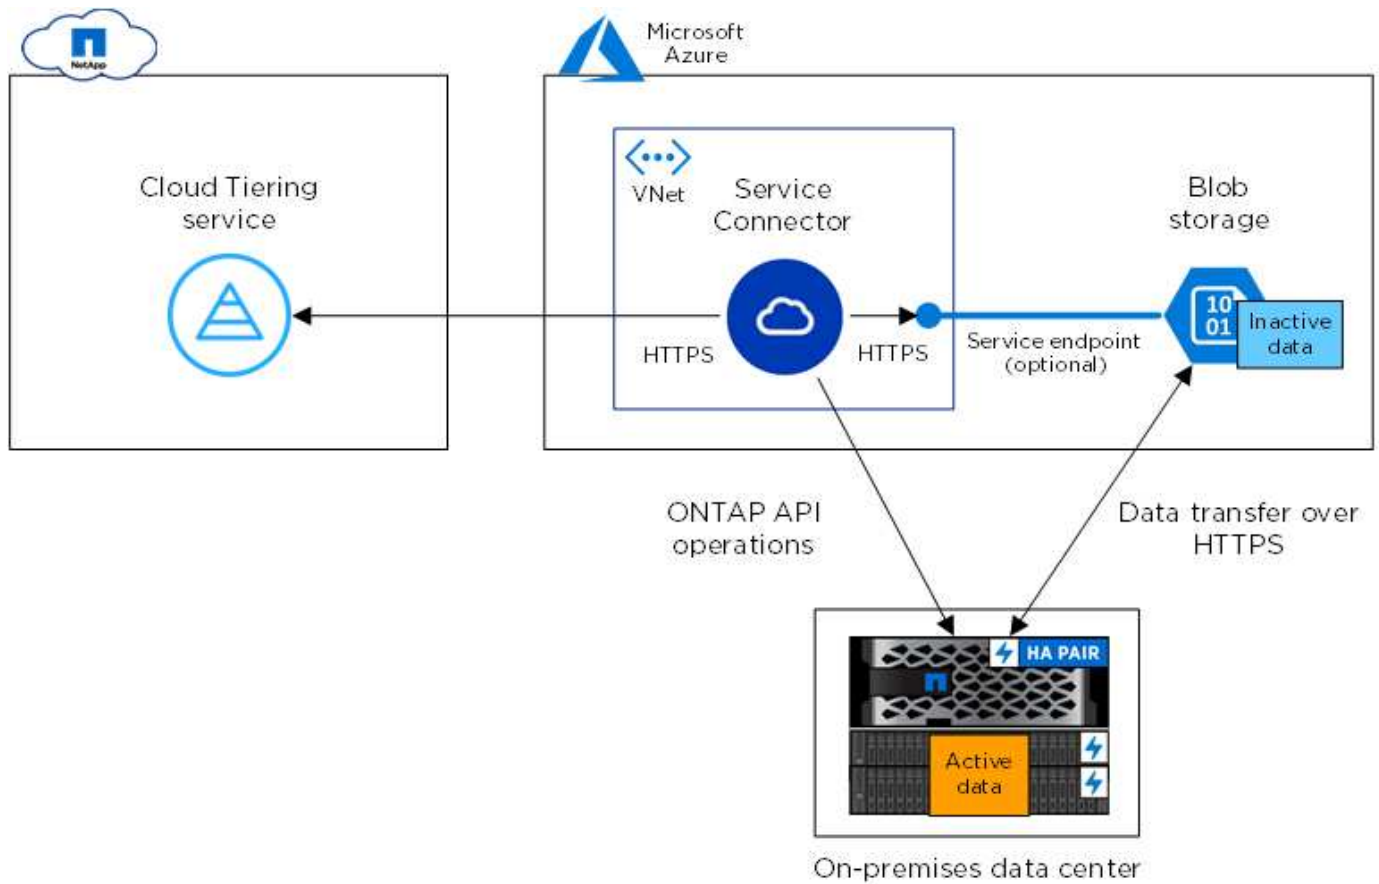 NetApp
Microsoft
Azure
Cloud Tiering
service
VNet
Service
Connector
Blob
storage
10
01
Inactive
data
HTTPS
HTTPS
Service endpoint
(optional)
ONTAP API
operations
Data transfer over
HTTPS
HA PAIR
Active
data
On-premises data center